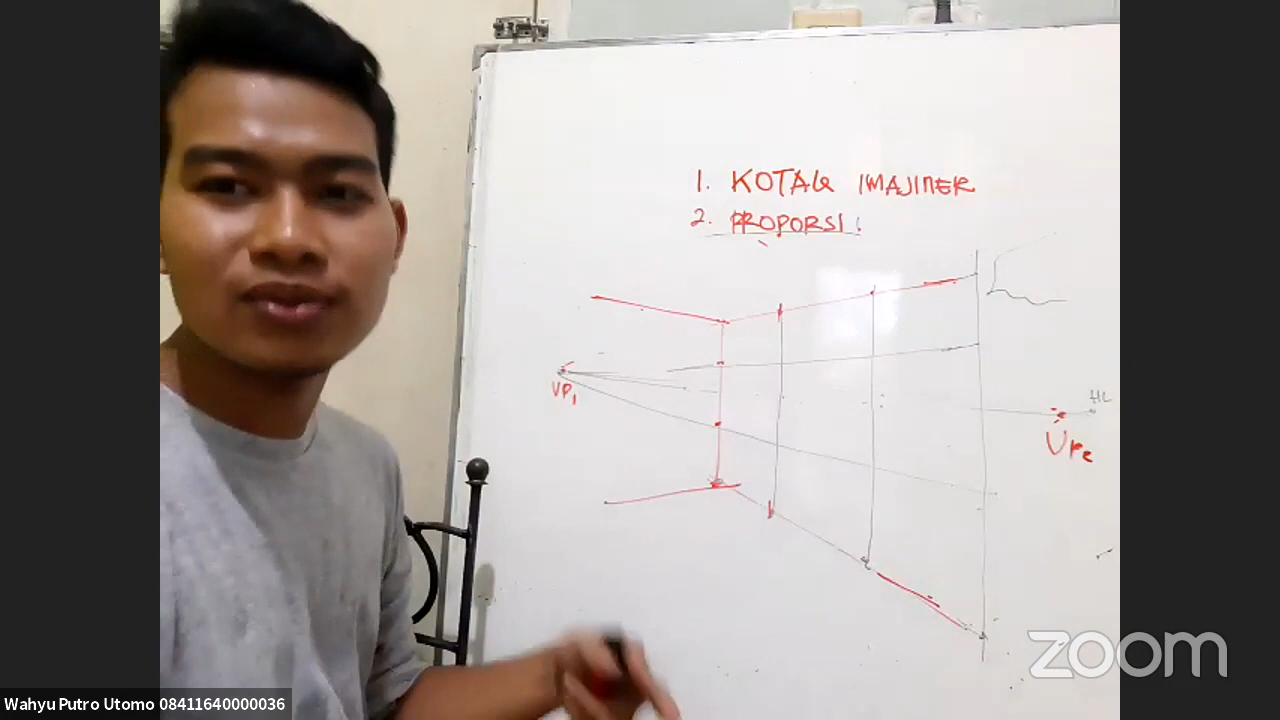 1. KOTAK IMAJINER
2. PROPORSI
VP1
HL
VP2
zoom
Wahyu Putro Utomo 08411640000036